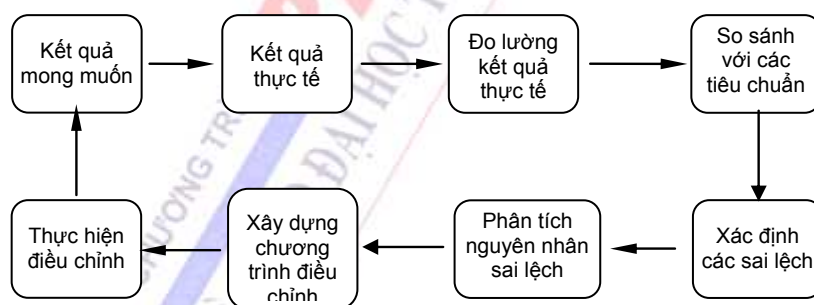 Kết quả
mong muốn
Kết quả
thực tế
Đo lường
kết quả
thực tế
So sánh
với các
tiêu chuẩn
Xác định
các sai lệch
Phân tích
nguyên nhân
sai lệch
Xây dựng
chương
trình điều
chỉnh
Thực hiện
điều chỉnh
ĐẠI HỌC